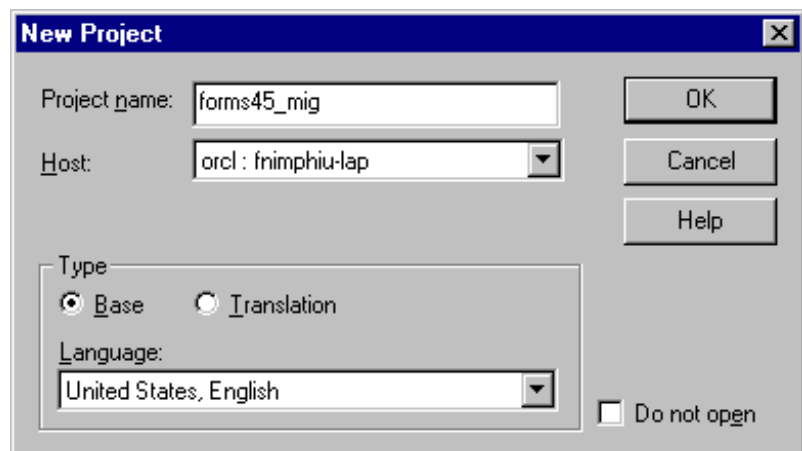 New Project
Project name: forms45_mig
OK
Host: orcl : fnimphiu-lap
Cancel
Help
Type
Base Translation
Language:
United States, English
Do not open